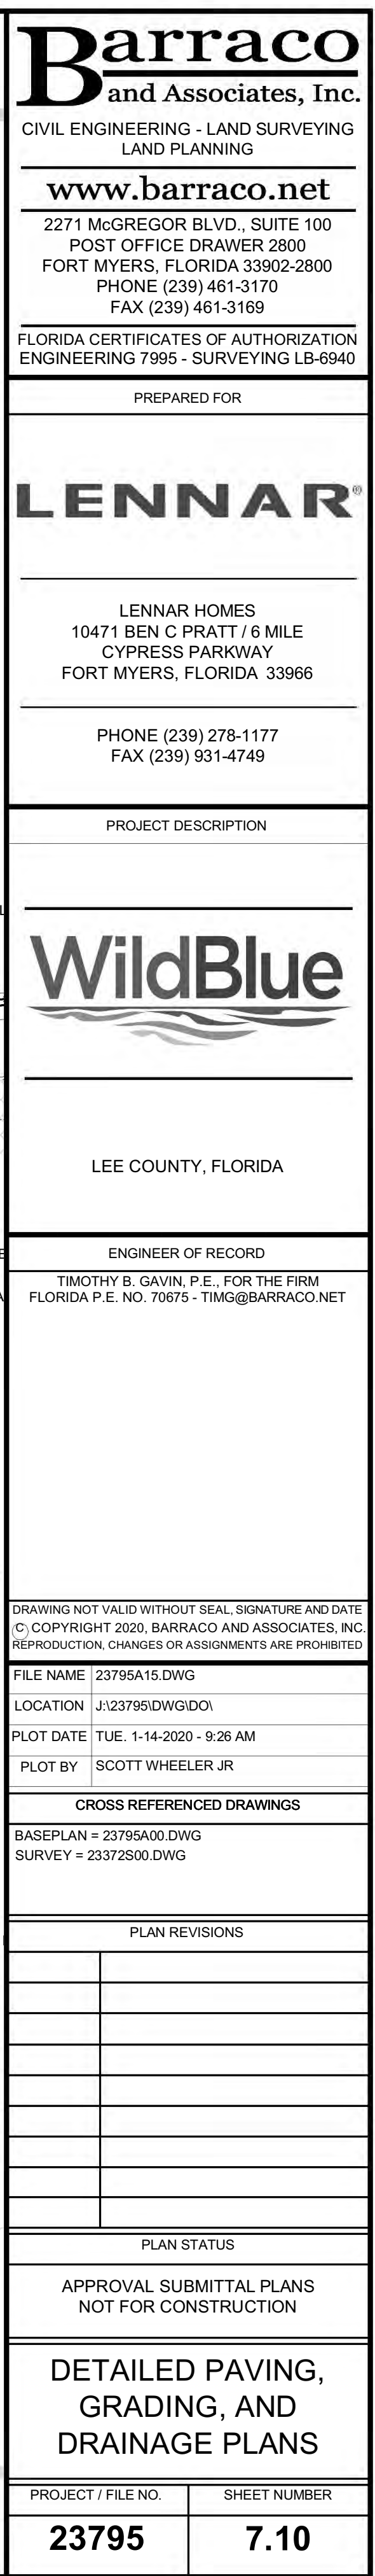 Barraco
and Associates, Inc.
CIVIL ENGINEERING - LAND SURVEYING
LAND PLANNING
www.barraco.net
2271 McGREGOR BLVD., SUITE 100
POST OFFICE DRAWER 2800
FORT MYERS, FLORIDA 33902-2800
PHONE (239) 461-3170
FAX (239) 461-3169
FLORIDA CERTIFICATES OF AUTHORIZATION
ENGINEERING 7995 - SURVEYING LB-6940
PREPARED FOR
LENNAR®
LENNAR HOMES
10471 BEN C PRATT / 6 MILE
CYPRESS PARKWAY
FORT MYERS, FLORIDA 33966
PHONE (239) 278-1177
FAX (239) 931-4749
PROJECT DESCRIPTION
WildBlue
LEE COUNTY, FLORIDA
ENGINEER OF RECORD
TIMOTHY B. GAVIN, P.E., FOR THE FIRM
FLORIDA P.E. NO. 70675 - TIMG@BARRACO.NET
DRAWING NOT VALID WITHOUT SEAL, SIGNATURE AND DATE
© COPYRIGHT 2020, BARRACO AND ASSOCIATES, INC.
REPRODUCTION, CHANGES OR ASSIGNMENTS ARE PROHIBITED
FILE NAME 23795A15.DWG
LOCATION J:\23795\DWG\DO\
PLOT DATE TUE. 1-14-2020 - 9:26 AM
PLOT BY SCOTT WHEELER JR
CROSS REFERENCED DRAWINGS
BASEPLAN = 23795A00.DWG
SURVEY = 23372S00.DWG
PLAN REVISIONS
PLAN STATUS
APPROVAL SUBMITTAL PLANS
NOT FOR CONSTRUCTION
DETAILED PAVING,
GRADING, AND
DRAINAGE PLANS
PROJECT / FILE NO. SHEET NUMBER
23795 7.10